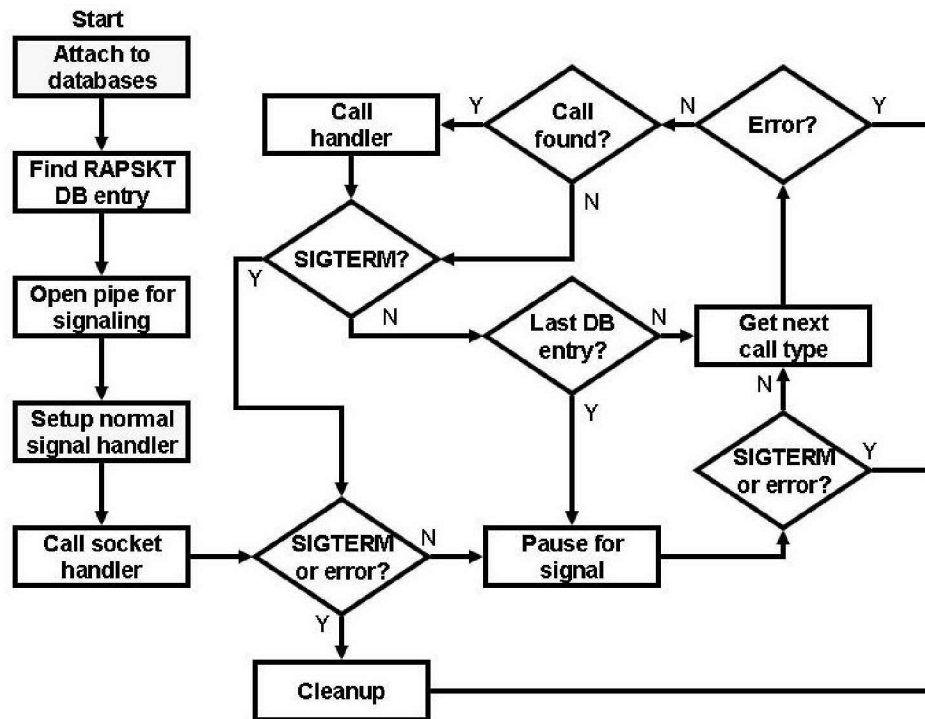 Start
Attach to
databases
Find RAPSKT
DB entry
Open pipe for
signaling
Setup normal
signal handler
Call socket
handler
SIGTERM
or error?
N
Y
Cleanup
Pause for
signal
SIGTERM
or error?
N
Y
Get next
call type
Error?
N
Y
Call
found?
Y
N
Call
handler
SIGTERM?
Y
N
Last DB
entry?
N
Y